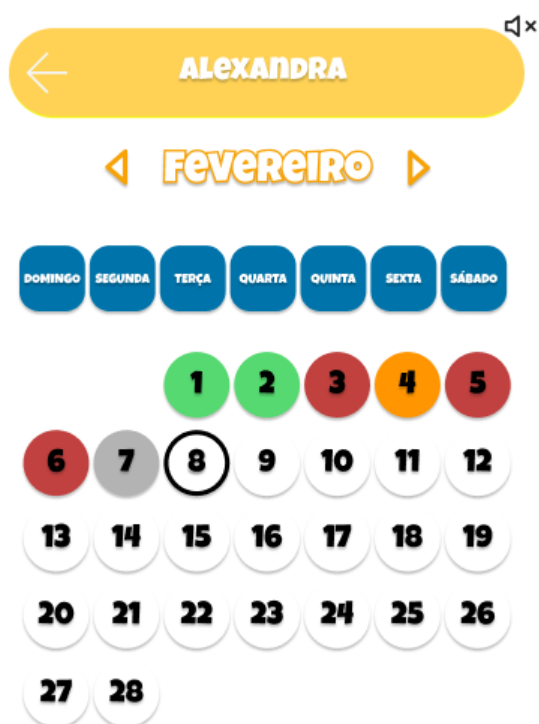 ALEXANDRA
FEVEREIRO
DOMINGO SEGUNDA TERÇA QUARTA QUINTA SEXTA SÁBADO
1 2 3 4 5
6 7 8 9 10 11 12
13 14 15 16 17 18 19
20 21 22 23 24 25 26
27 28